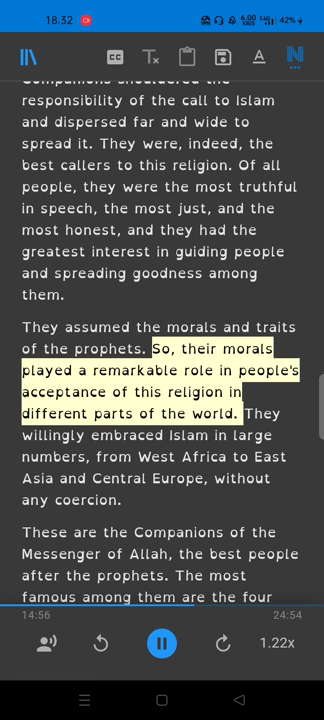 18.32 6.00 KB/S 42%
CC T× A N
Companions shouldered the
responsibility of the call to Islam
and dispersed far and wide to
spread it. They were, indeed, the
best callers to this religion. Of all
people, they were the most truthful
in speech, the most just, and the
most honest, and they had the
greatest interest in guiding people
and spreading goodness among
them.
They assumed the morals and traits
of the prophets. So, their morals
played a remarkable role in people's
acceptance of this religion in
different parts of the world. They
willingly embraced Islam in large
numbers, from West Africa to East
Asia and Central Europe, without
any coercion.
These are the Companions of the
Messenger of Allah, the best people
after the prophets. The most
famous among them are the four
14:56 24:54
1.22x